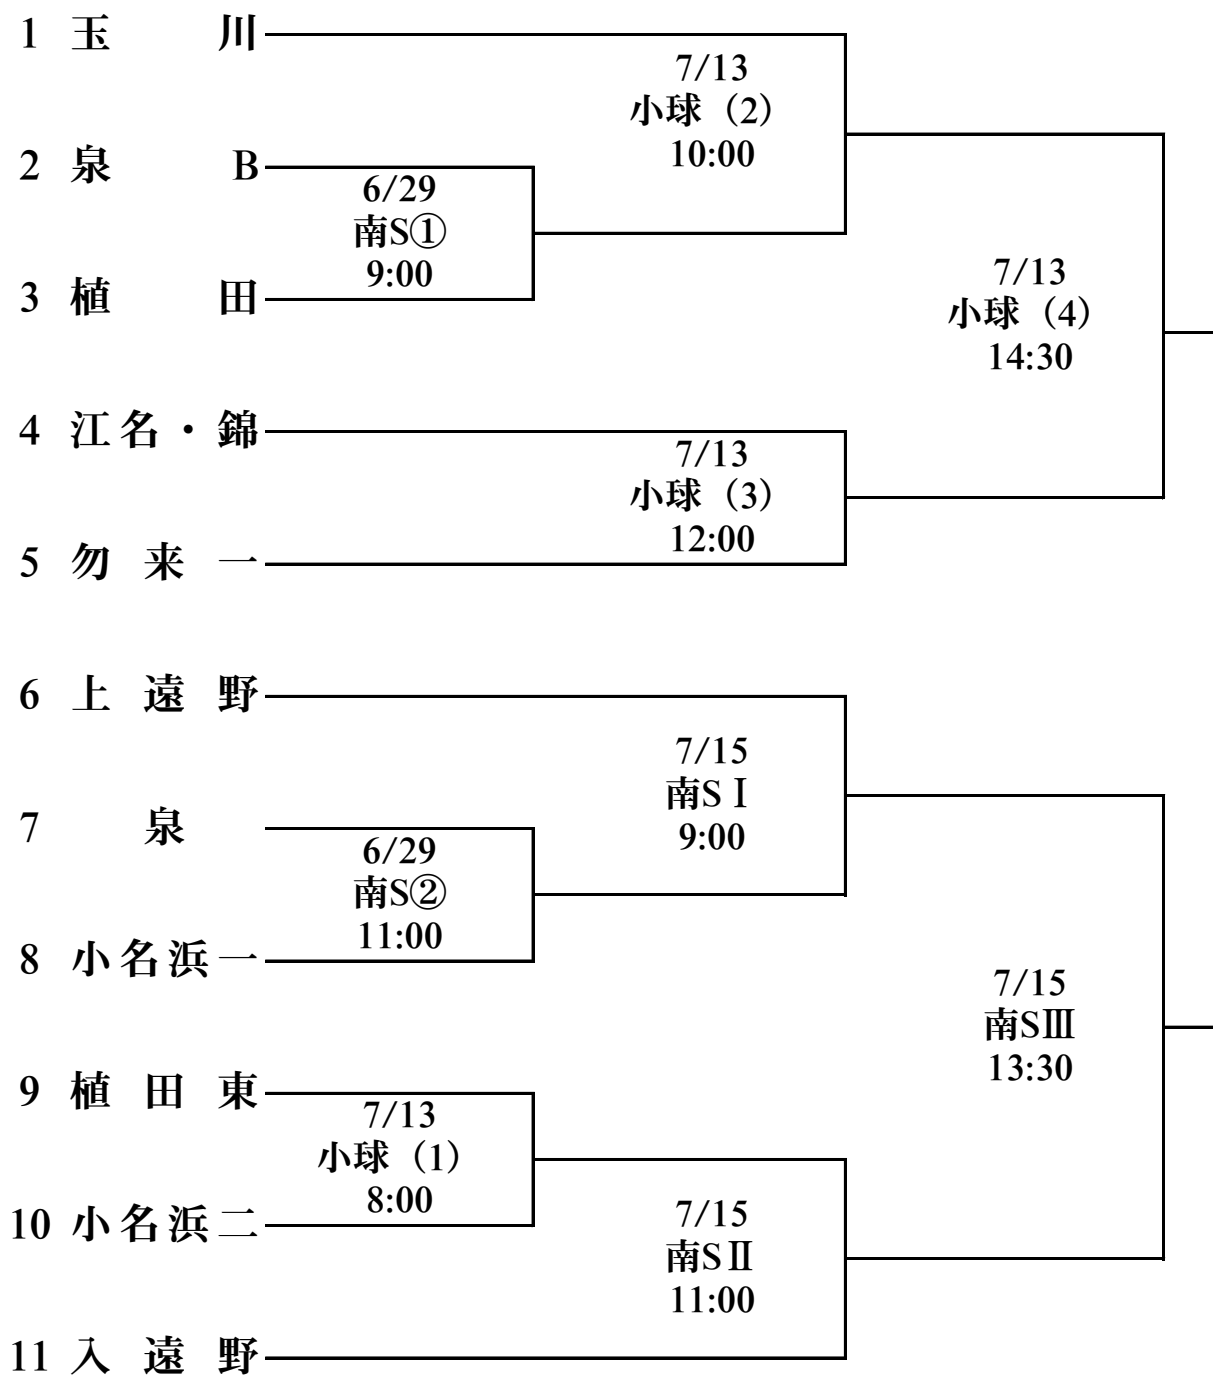 1 玉川
7/13
小球（2）
10:00
2 泉B
6/29
南S①
9:00
3 植田
7/13
小球（4）
14:30
4 江名・錦
7/13
小球（3）
12:00
5 勿来一
6 上遠野
7/15
南SⅠ
9:00
7 泉
6/29
南S②
11:00
8 小名浜一
7/15
南SⅢ
13:30
9 植田東
7/13
小球（1）
8:00
10 小名浜二
7/15
南SⅡ
11:00
11 入遠野